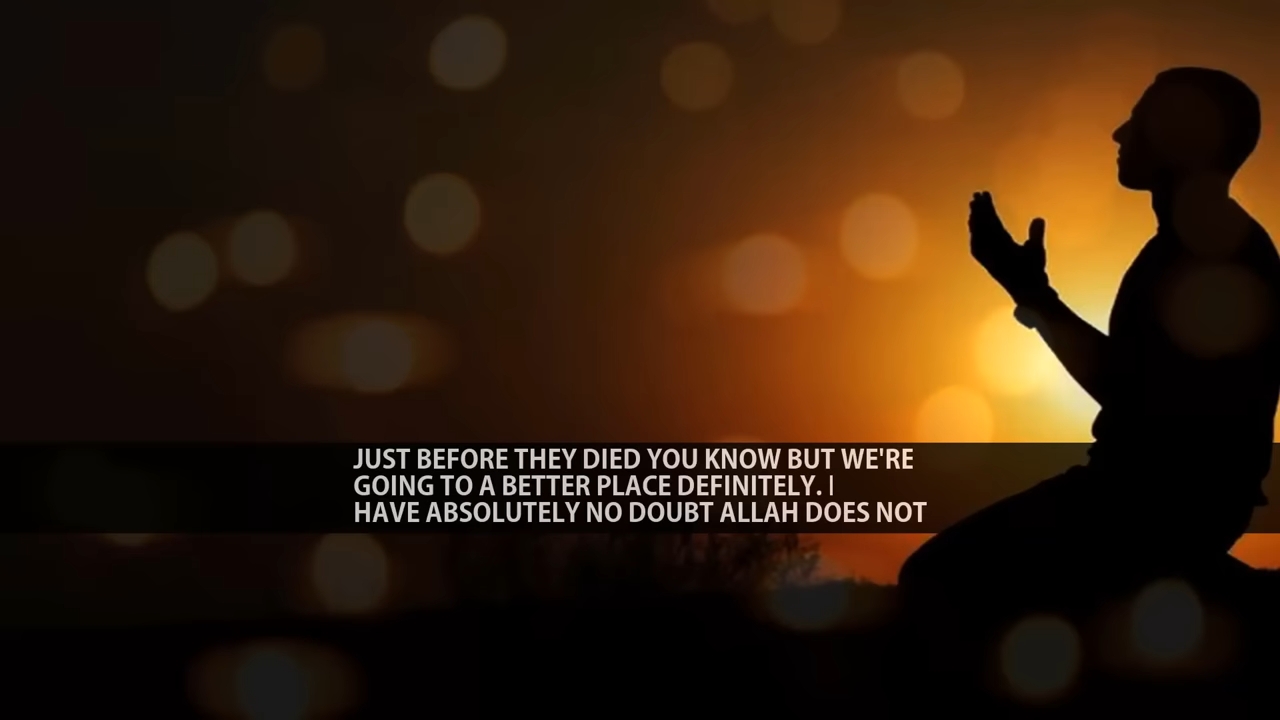 JUST BEFORE THEY DIED YOU KNOW BUT WE'RE
GOING TO A BETTER PLACE DEFINITELY. I
HAVE ABSOLUTELY NO DOUBT ALLAH DOES NOT